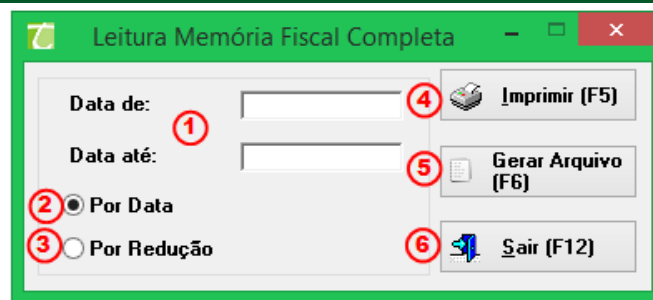 Leitura Memória Fiscal Completa
Data de:
1
Data até:
2 Por Data
3 Por Redução
4 Imprimir (F5)
5 Gerar Arquivo
(F6)
6 Sair (F12)